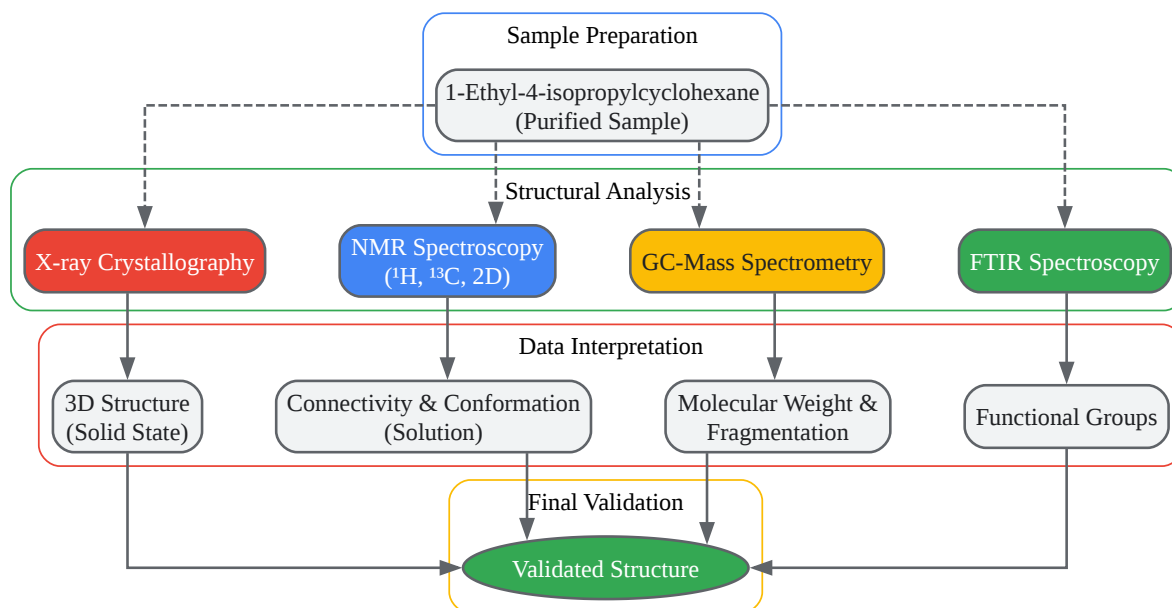 Sample Preparation
1-Ethyl-4-isopropylcyclohexane
(Purified Sample)
Structural Analysis
X-ray Crystallography
NMR Spectroscopy
(¹H, ¹³C, 2D)
GC-Mass Spectrometry
FTIR Spectroscopy
Data Interpretation
3D Structure
(Solid State)
Connectivity & Conformation
(Solution)
Molecular Weight &
Fragmentation
Functional Groups
Final Validation
Validated Structure